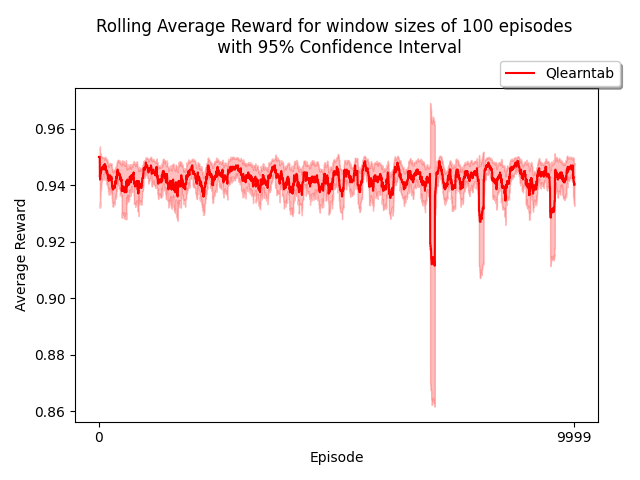 Rolling Average Reward for window sizes of 100 episodes
with 95% Confidence Interval
Qlearntab
0.96
0.94
0.92
0.90
0.88
0.86
Average Reward
0
9999
Episode